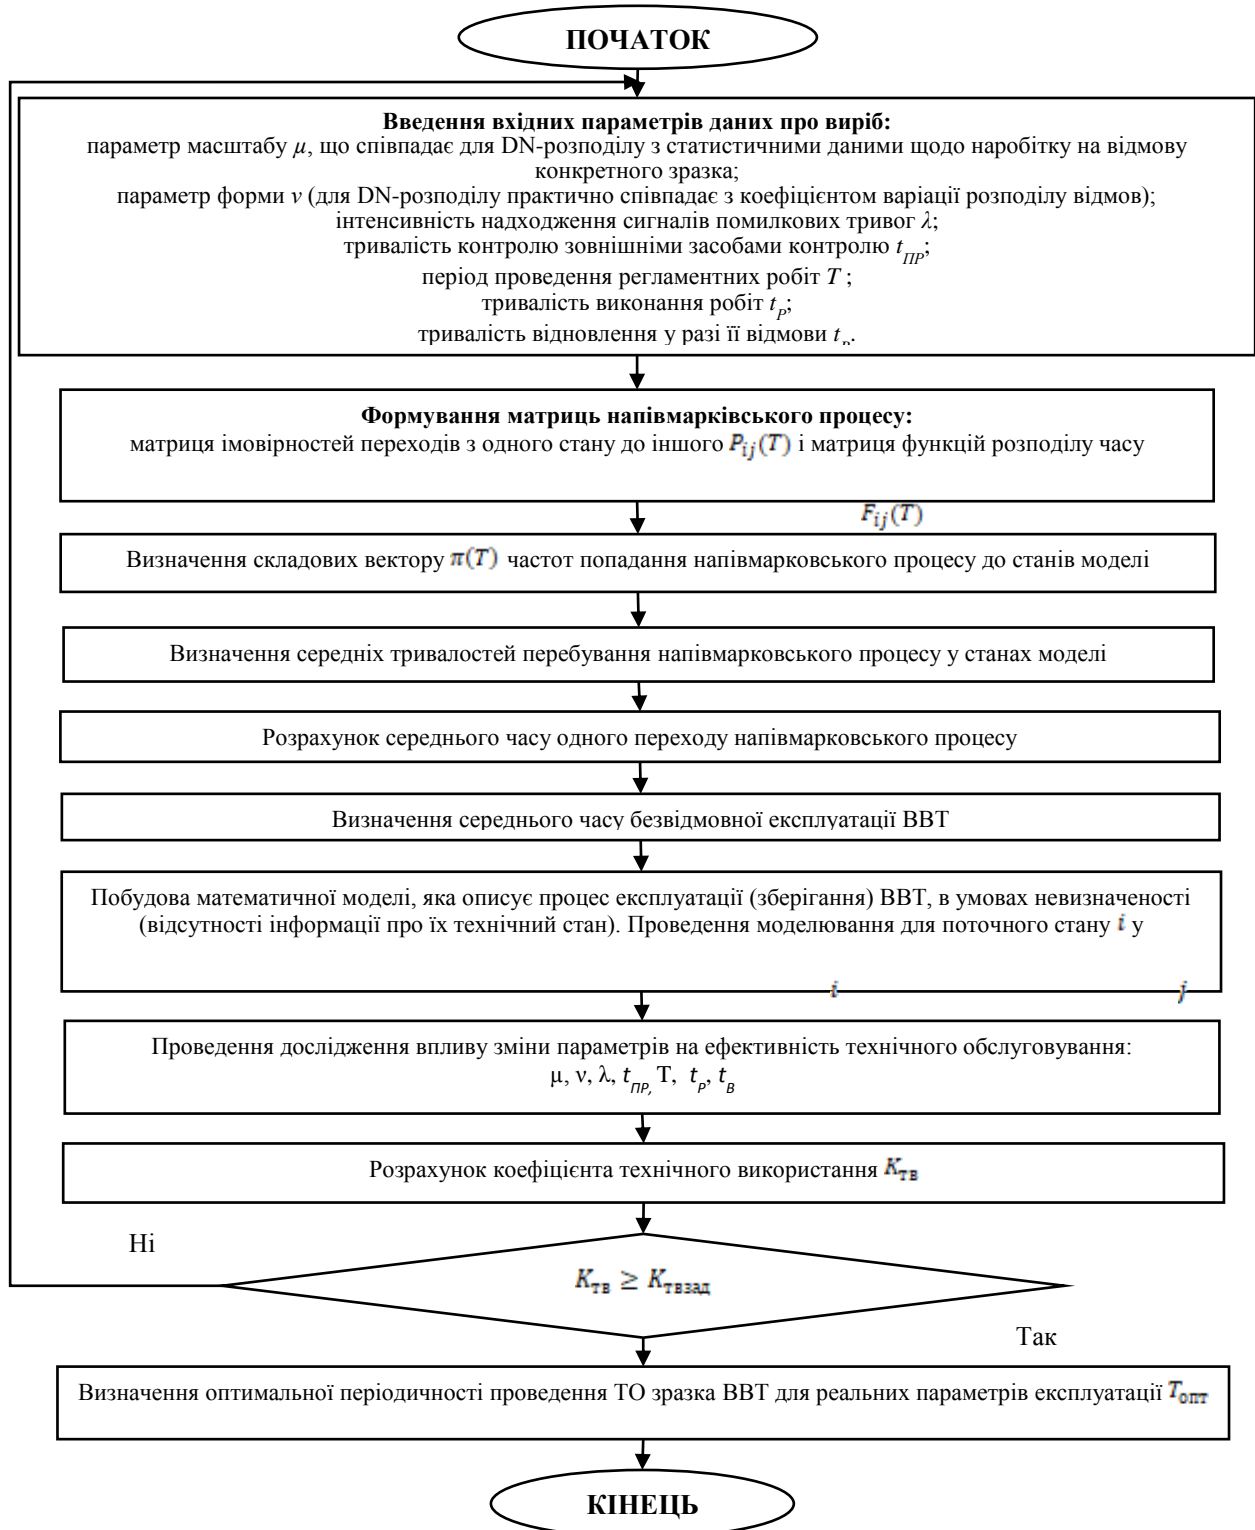 ПОЧАТОК
Введення вхідних параметрів даних про виріб:
параметр масштабу μ, що співпадає для DN-розподілу з статистичними даними щодо наробітку на відмову
конкретного зразка;
параметр форми ν (для DN-розподілу практично співпадає з коефіцієнтом варіації розподілу відмов);
інтенсивність надходження сигналів помилкових тривог λ;
тривалість контролю зовнішніми засобами контролю t_ПР;
період проведення регламентних робіт T ;
тривалість виконання робіт t_P;
тривалість відновлення у разі її відмови t_В.
Формування матриць напівмарківського процесу:
матриця імовірностей переходів з одного стану до іншого P_ij(T) і матриця функцій розподілу часу
F_ij(T)
Визначення складових вектору π(T) частот попадання напівмарковського процесу до станів моделі
Визначення середніх тривалостей перебування напівмарковського процесу у станах моделі
Розрахунок середнього часу одного переходу напівмарковського процесу
Визначення середнього часу безвідмовної експлуатації ВВТ
Побудова математичної моделі, яка описує процес експлуатації (зберігання) ВВТ, в умовах невизначеності
(відсутності інформації про їх технічний стан). Проведення моделювання для поточного стану i у
i j
Проведення дослідження впливу зміни параметрів на ефективність технічного обслуговування:
μ, ν, λ, t_ПР, T, t_P, t_B
Розрахунок коефіцієнта технічного використання K_тв
Ні
K_тв ≥ K_твзад
Так
Визначення оптимальної періодичності проведення ТО зразка ВВТ для реальних параметрів експлуатації T_опт
КІНЕЦЬ